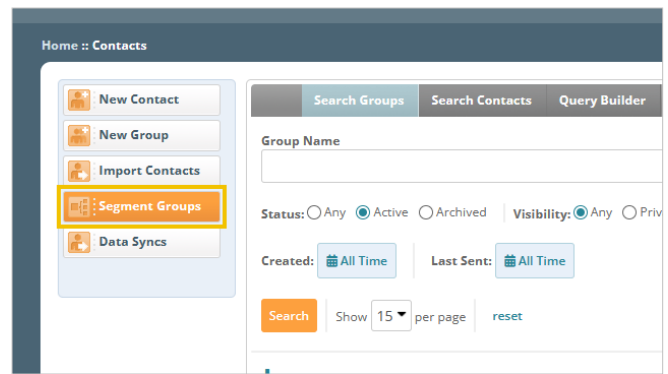 Home :: Contacts
New Contact
New Group
Import Contacts
Segment Groups
Data Syncs
Search Groups Search Contacts Query Builder
Group Name
Status: Any Active Archived Visibility: Any Priv
Created: All Time Last Sent: All Time
Search Show 15 per page reset